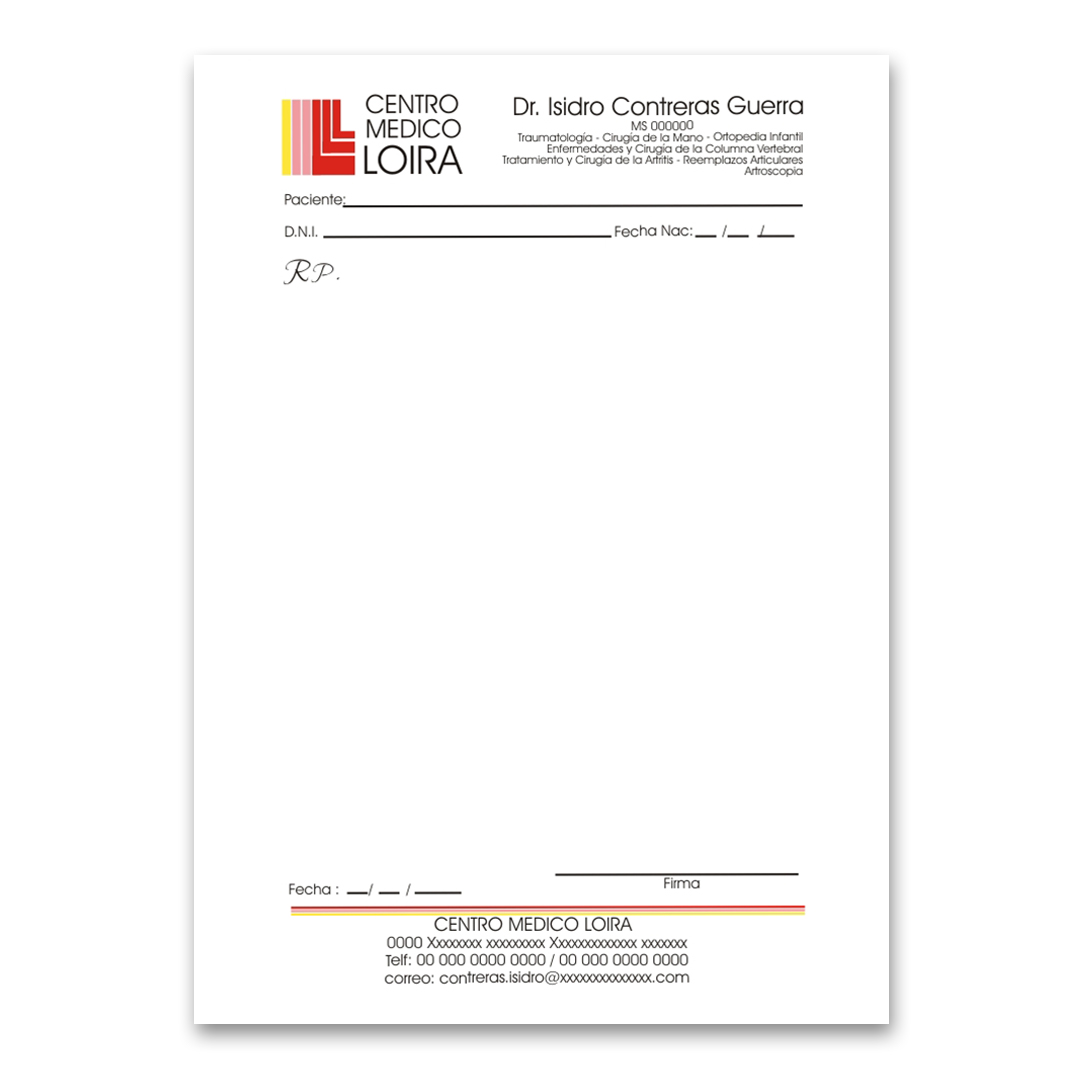 CENTRO
MEDICO
LOIRA
Dr. Isidro Contreras Guerra
MS 000000
Traumatología - Cirugía de la Mano - Ortopedia Infantil
Enfermedades y Cirugía de la Columna Vertebral
Tratamiento y Cirugía de la Artritis - Reemplazos Articulares
Artroscopia
Paciente:
D.N.I. Fecha Nac: / /
RP.
Fecha : / /
Firma
CENTRO MEDICO LOIRA
0000 Xxxxxxxx xxxxxxxxx Xxxxxxxxxxxxx xxxxxxx
Telf: 00 000 0000 0000 / 00 000 0000 0000
correo: contreras.isidro@xxxxxxxxxxxxxx.com